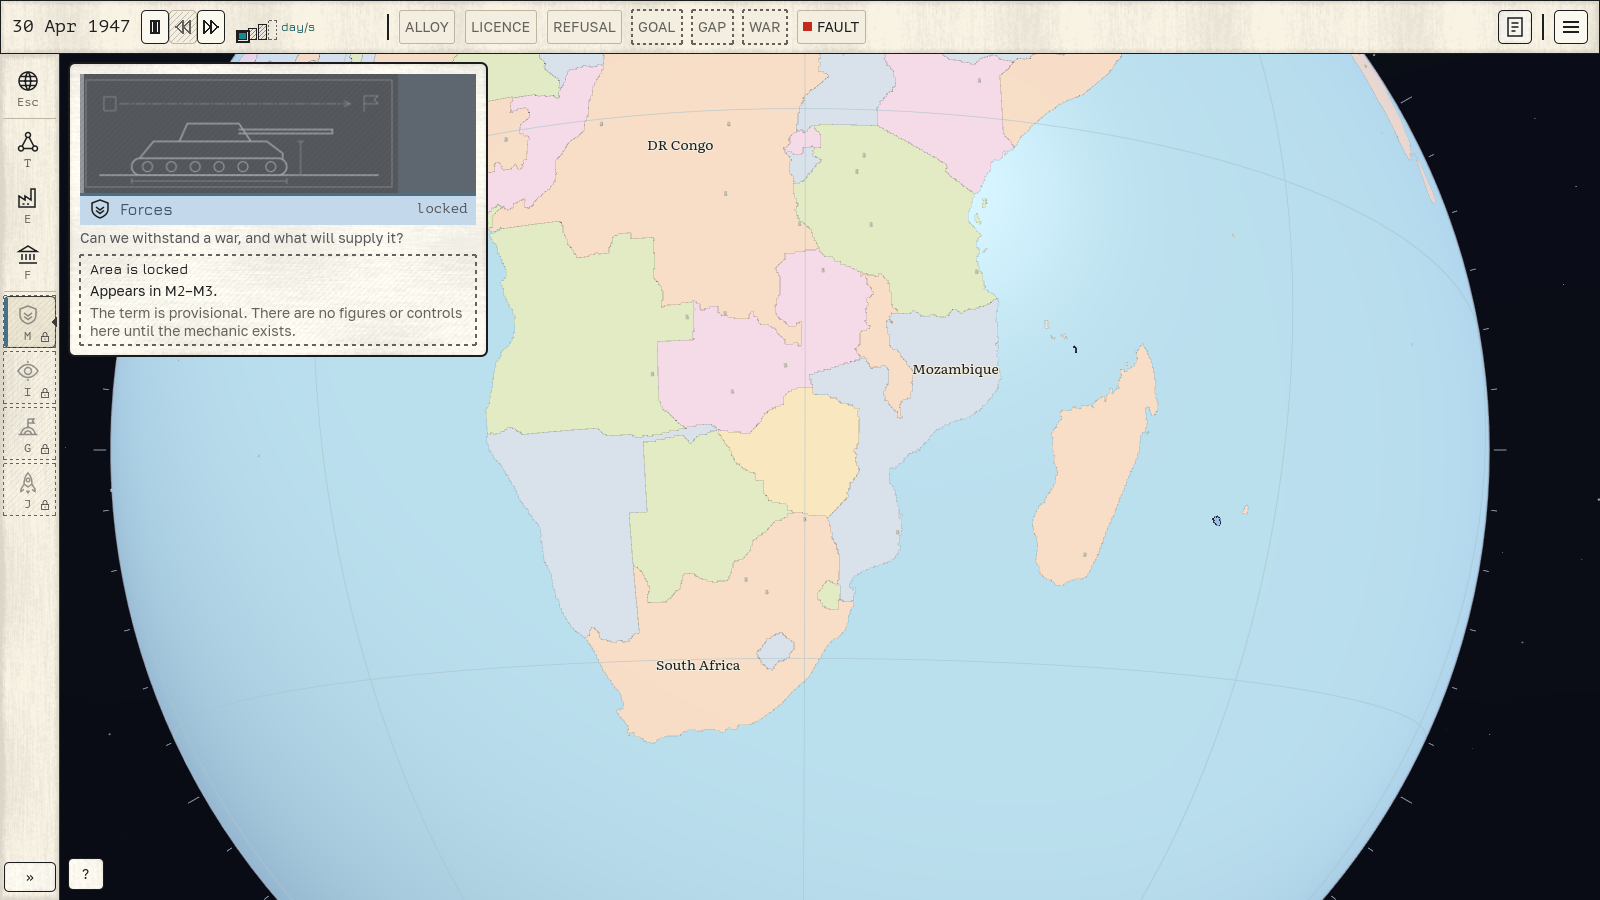 30 Apr 1947
day/s
ALLOY
LICENCE
REFUSAL
GOAL
GAP
WAR
FAULT
Esc
T
E
F
M
I
G
J
»
Forces
locked
Can we withstand a war, and what will supply it?
Area is locked
Appears in M2–M3.
The term is provisional. There are no figures or controls
here until the mechanic exists.
DR Congo
Mozambique
South Africa
?